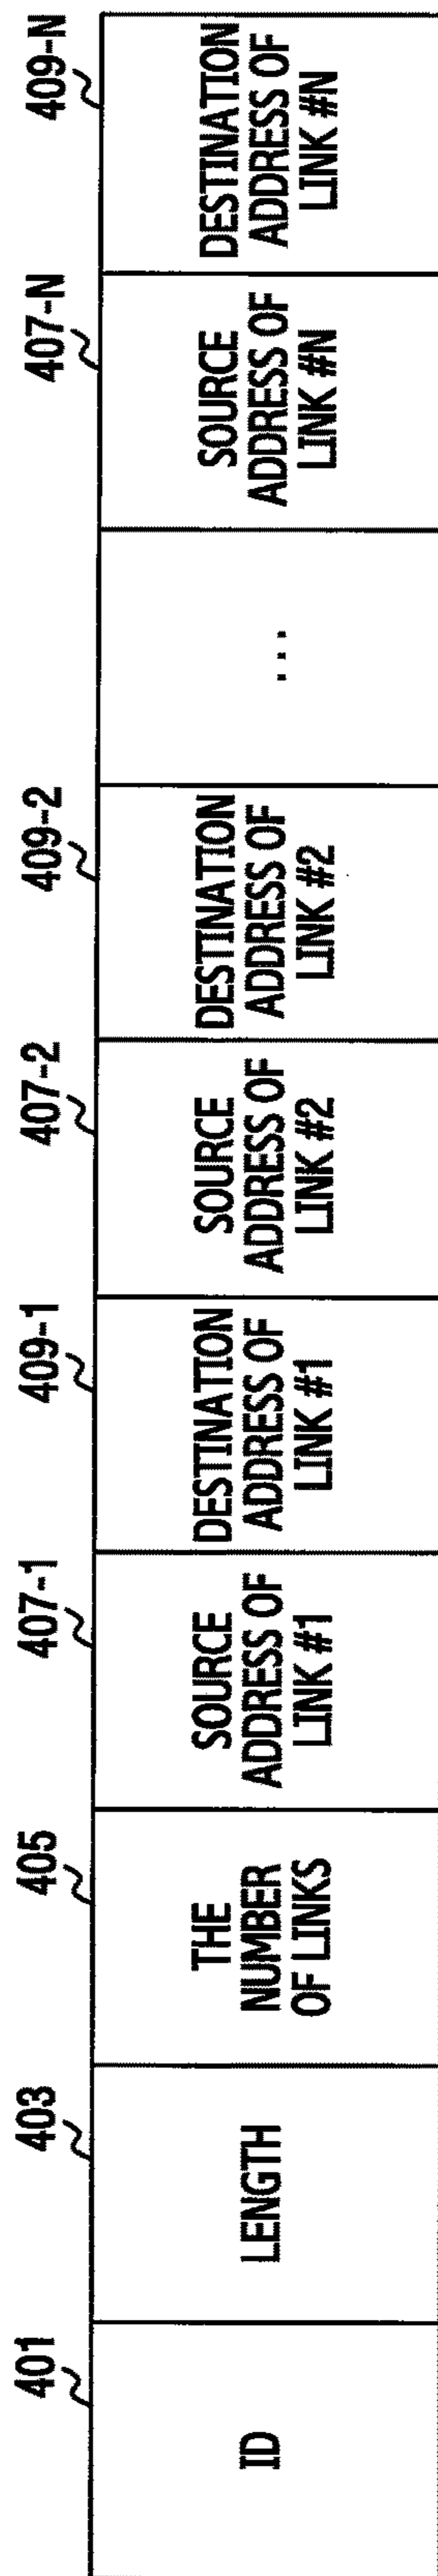 401
403
405
407-1
409-1
407-2
409-2
407-N
409-N
ID
LENGTH
THE
NUMBER
OF LINKS
SOURCE
ADDRESS OF
LINK #1
DESTINATION
ADDRESS OF
LINK #1
SOURCE
ADDRESS OF
LINK #2
DESTINATION
ADDRESS OF
LINK #2
...
SOURCE
ADDRESS OF
LINK #N
DESTINATION
ADDRESS OF
LINK #N